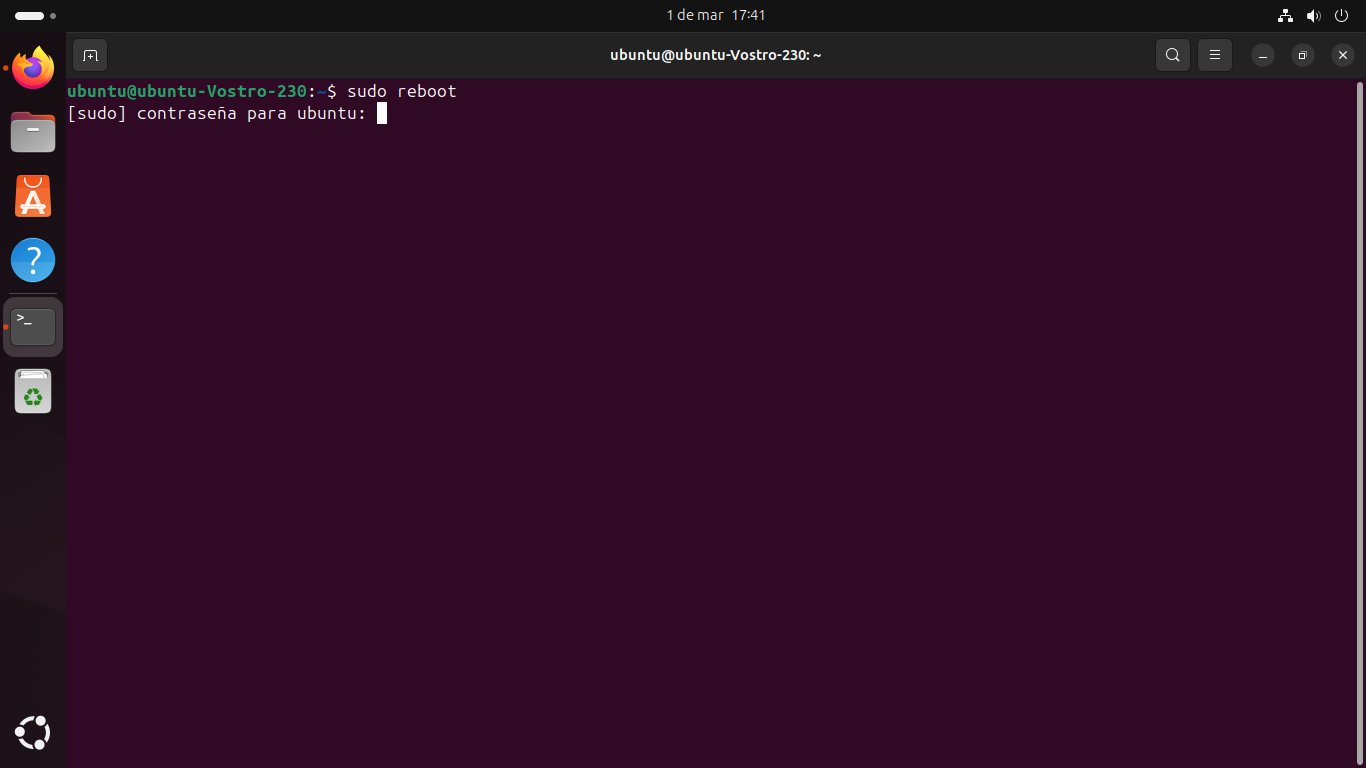 1 de mar 17:41
ubuntu@ubuntu-Vostro-230: ~
ubuntu@ubuntu-Vostro-230:~$ sudo reboot
[sudo] contraseña para ubuntu: